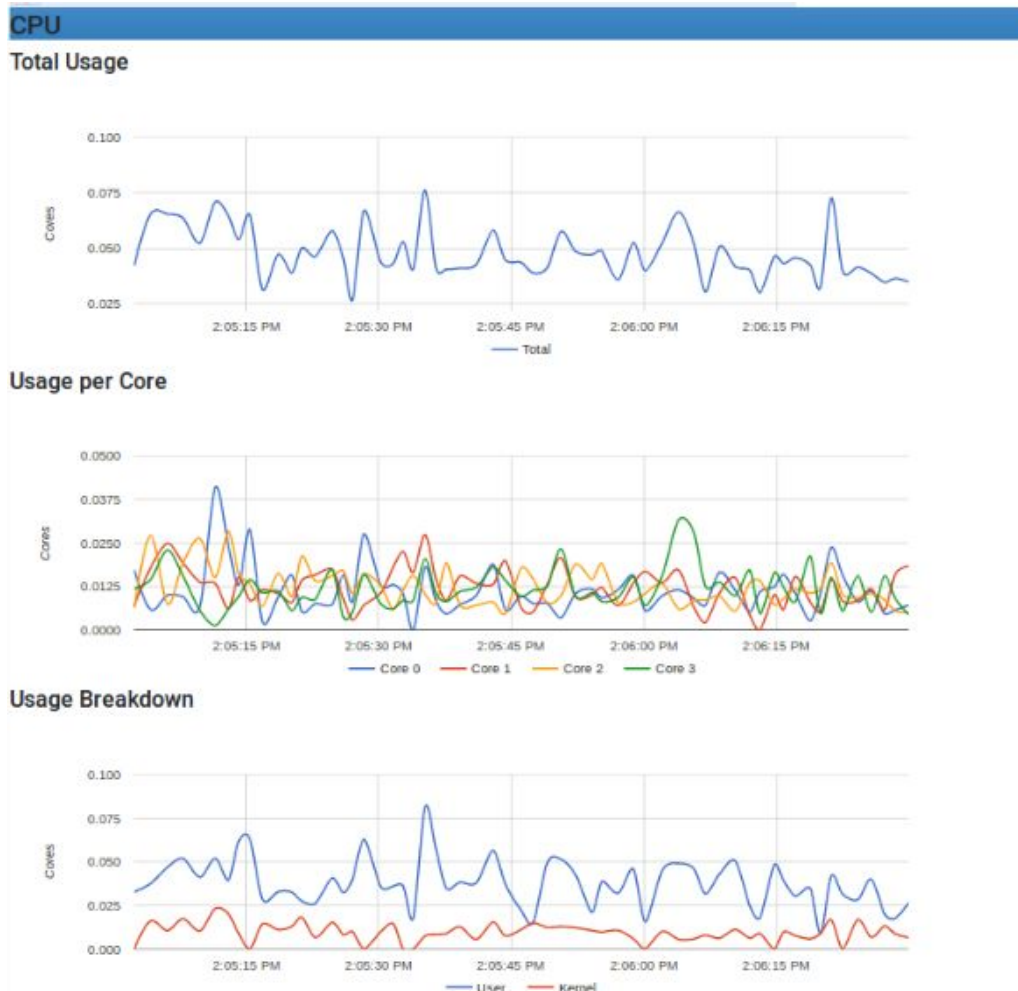 CPU
Total Usage
0.100
0.075
0.050
0.025
Cores
2:05:15 PM 2:05:30 PM 2:05:45 PM 2:06:00 PM 2:06:15 PM
Total
Usage per Core
0.0500
0.0375
0.0250
0.0125
0.0000
Cores
2:05:15 PM 2:05:30 PM 2:05:45 PM 2:06:00 PM 2:06:15 PM
Core 0 Core 1 Core 2 Core 3
Usage Breakdown
0.100
0.075
0.050
0.025
0.000
Cores
2:05:15 PM 2:05:30 PM 2:05:45 PM 2:06:00 PM 2:06:15 PM
User Kernel